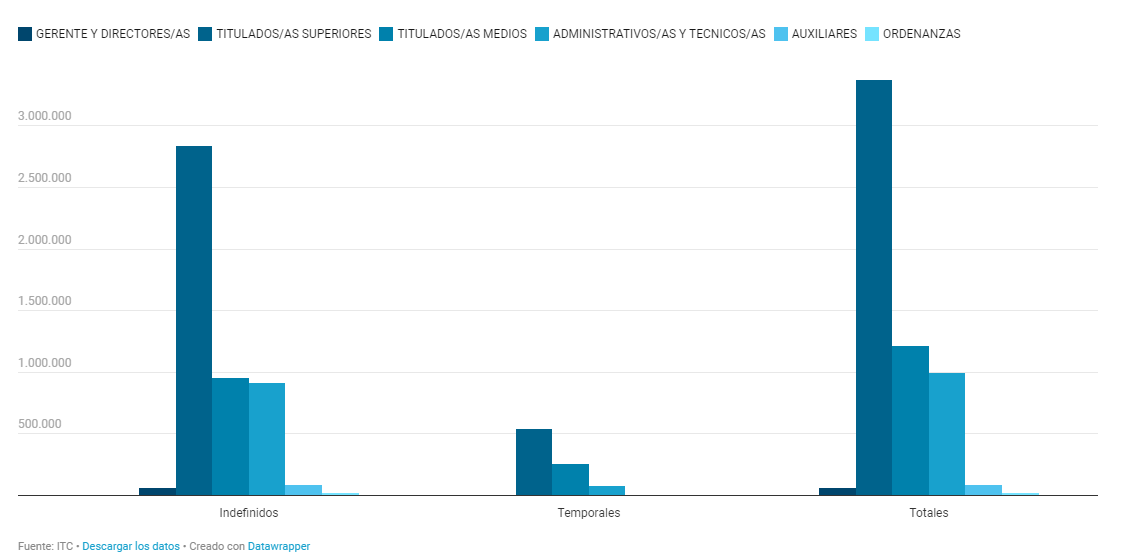 GERENTE Y DIRECTORES/AS TITULADOS/AS SUPERIORES TITULADOS/AS MEDIOS ADMINISTRATIVOS/AS Y TECNICOS/AS AUXILIARES ORDENANZAS
3.000.000
2.500.000
2.000.000
1.500.000
1.000.000
500.000
Indefinidos Temporales Totales
Fuente: ITC • Descargar los datos • Creado con Datawrapper